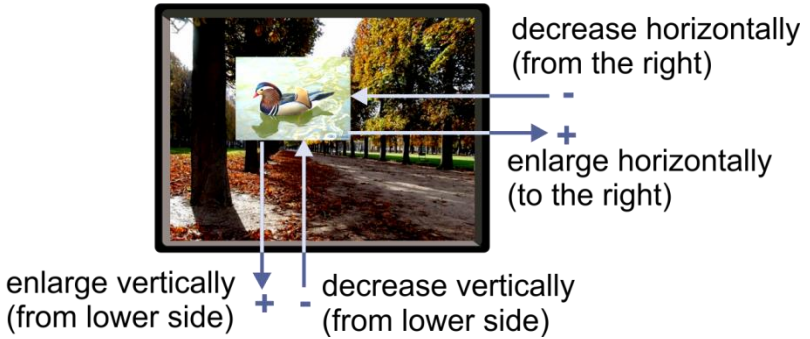 decrease horizontally
(from the right)
-
+
enlarge horizontally
(to the right)
enlarge vertically
(from lower side)
+
-
decrease vertically
(from lower side)